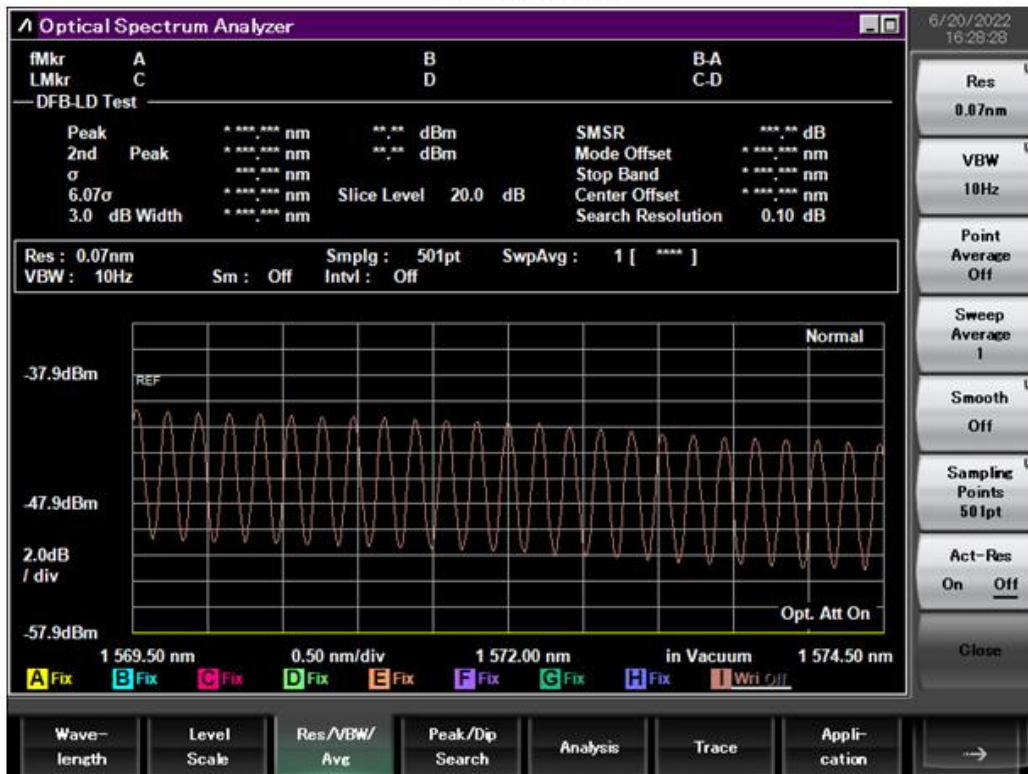 Optical Spectrum Analyzer
6/20/2022
16:28:28
fMkr A B B-A
LMkr C D C-D
DFB-LD Test
Peak * ***.*** nm **.** dBm SMSR ***.** dB
2nd Peak * ***.*** nm **.** dBm Mode Offset * ***.*** nm
σ ***.*** nm Stop Band * ***.*** nm
6.07σ * ***.*** nm Slice Level 20.0 dB Center Offset * ***.*** nm
3.0 dB Width * ***.*** nm Search Resolution 0.10 dB
Res : 0.07nm Smplg : 501pt SwpAvg : 1 [ **** ]
VBW : 10Hz Sm : Off Intvl : Off
Normal
-37.9dBm
REF
-47.9dBm
2.0dB
/ div
Opt. Att On
-57.9dBm
1 569.50 nm 0.50 nm/div 1 572.00 nm in Vacuum 1 574.50 nm
A Fix B Fix C Fix D Fix E Fix F Fix G Fix H Fix I Wri Off
Res
0.07nm
VBW
10Hz
Point
Average
Off
Sweep
Average
1
Smooth
Off
Sampling
Points
501pt
Act-Res
On Off
Close
Wave-
length
Level
Scale
Res/VBW/
Avg
Peak/Dip
Search
Analysis
Trace
Appli-
cation